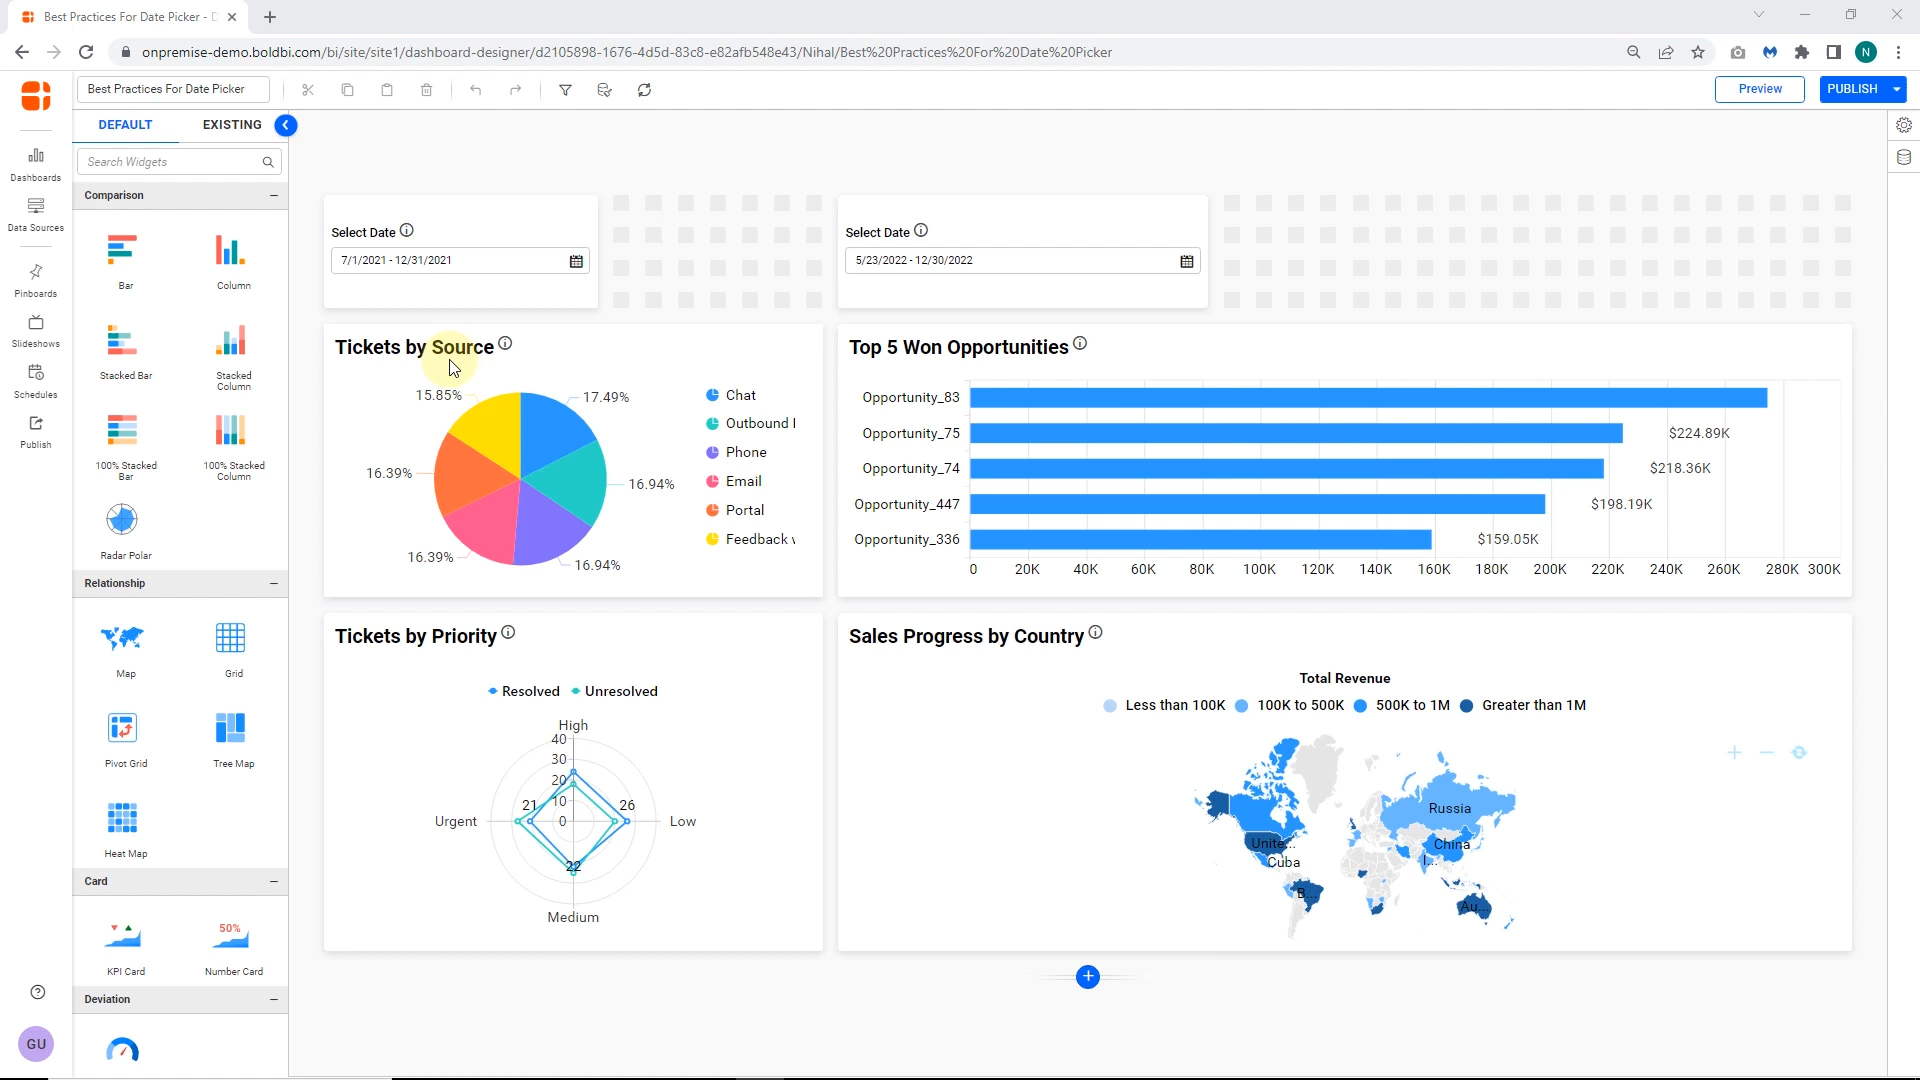 Best Practices For Date Picker - D
onpremise-demo.boldbi.com/bi/site/site1/dashboard-designer/d2105898-1676-4d5d-83c8-e82afb548e43/Nihal/Best%20Practices%20For%20Date%20Picker
N
Best Practices For Date Picker
Preview
PUBLISH
Dashboards
Data Sources
Pinboards
Slideshows
Schedules
Publish
GU
DEFAULT
EXISTING
Search Widgets
Comparison
Bar
Column
Stacked Bar
Stacked
Column
100% Stacked
Bar
100% Stacked
Column
Radar Polar
Relationship
Map
Grid
Pivot Grid
Tree Map
Heat Map
Card
KPI Card
50%
Number Card
Deviation
Select Date
7/1/2021 - 12/31/2021
Select Date
5/23/2022 - 12/30/2022
Tickets by Source
15.85%
17.49%
16.39%
16.94%
16.39%
16.94%
Chat
Outbound
Phone
Email
Portal
Feedback
Top 5 Won Opportunities
Opportunity_83
Opportunity_75
$224.89K
Opportunity_74
$218.36K
Opportunity_447
$198.19K
Opportunity_336
$159.05K
0 20K 40K 60K 80K 100K 120K 140K 160K 180K 200K 220K 240K 260K 280K 300K
Tickets by Priority
Resolved Unresolved
High
40
30
20
10
0
21
26
22
Urgent
Low
Medium
Sales Progress by Country
Total Revenue
Less than 100K 100K to 500K 500K to 1M Greater than 1M
Russia
Unite...
China
I...
Cuba
B...
Au...